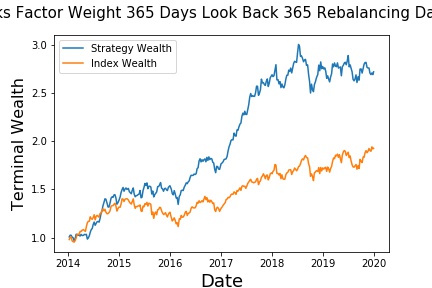 ks Factor Weight 365 Days Look Back 365 Rebalancing Da
Strategy Wealth
Index Wealth
Terminal Wealth
3.0
2.5
2.0
1.5
1.0
2014 2015 2016 2017 2018 2019 2020
Date